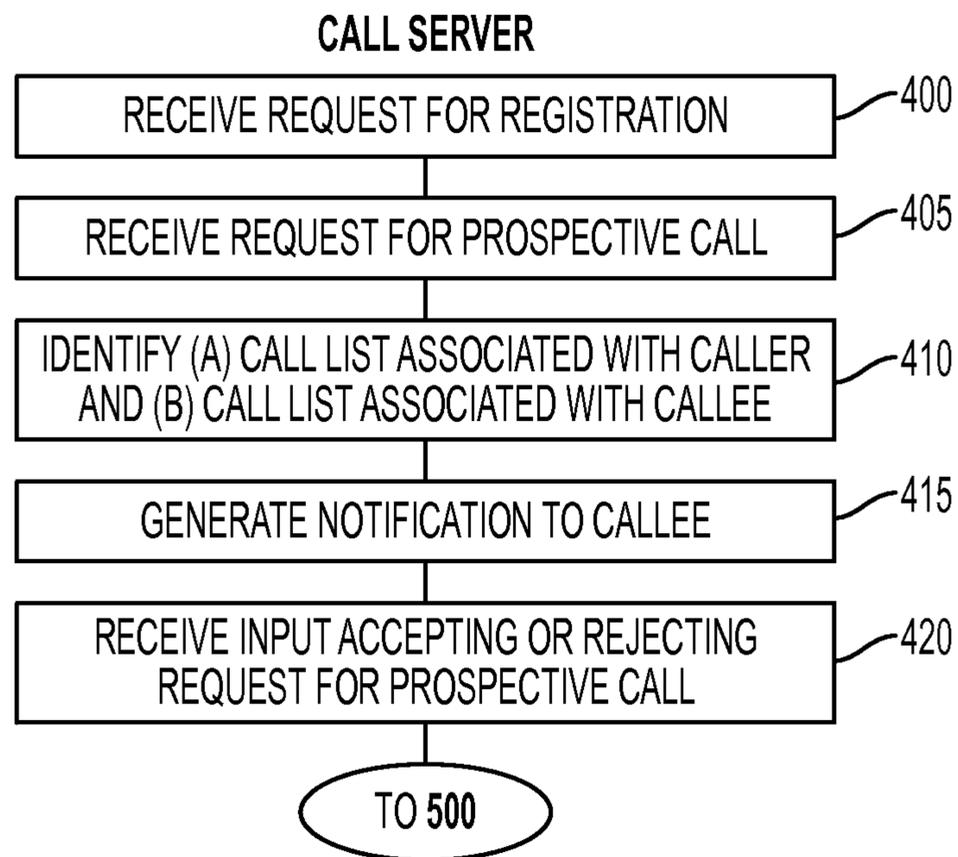 CALL SERVER
RECEIVE REQUEST FOR REGISTRATION
400
RECEIVE REQUEST FOR PROSPECTIVE CALL
405
IDENTIFY (A) CALL LIST ASSOCIATED WITH CALLER
AND (B) CALL LIST ASSOCIATED WITH CALLEE
410
GENERATE NOTIFICATION TO CALLEE
415
RECEIVE INPUT ACCEPTING OR REJECTING
REQUEST FOR PROSPECTIVE CALL
420
TO 500